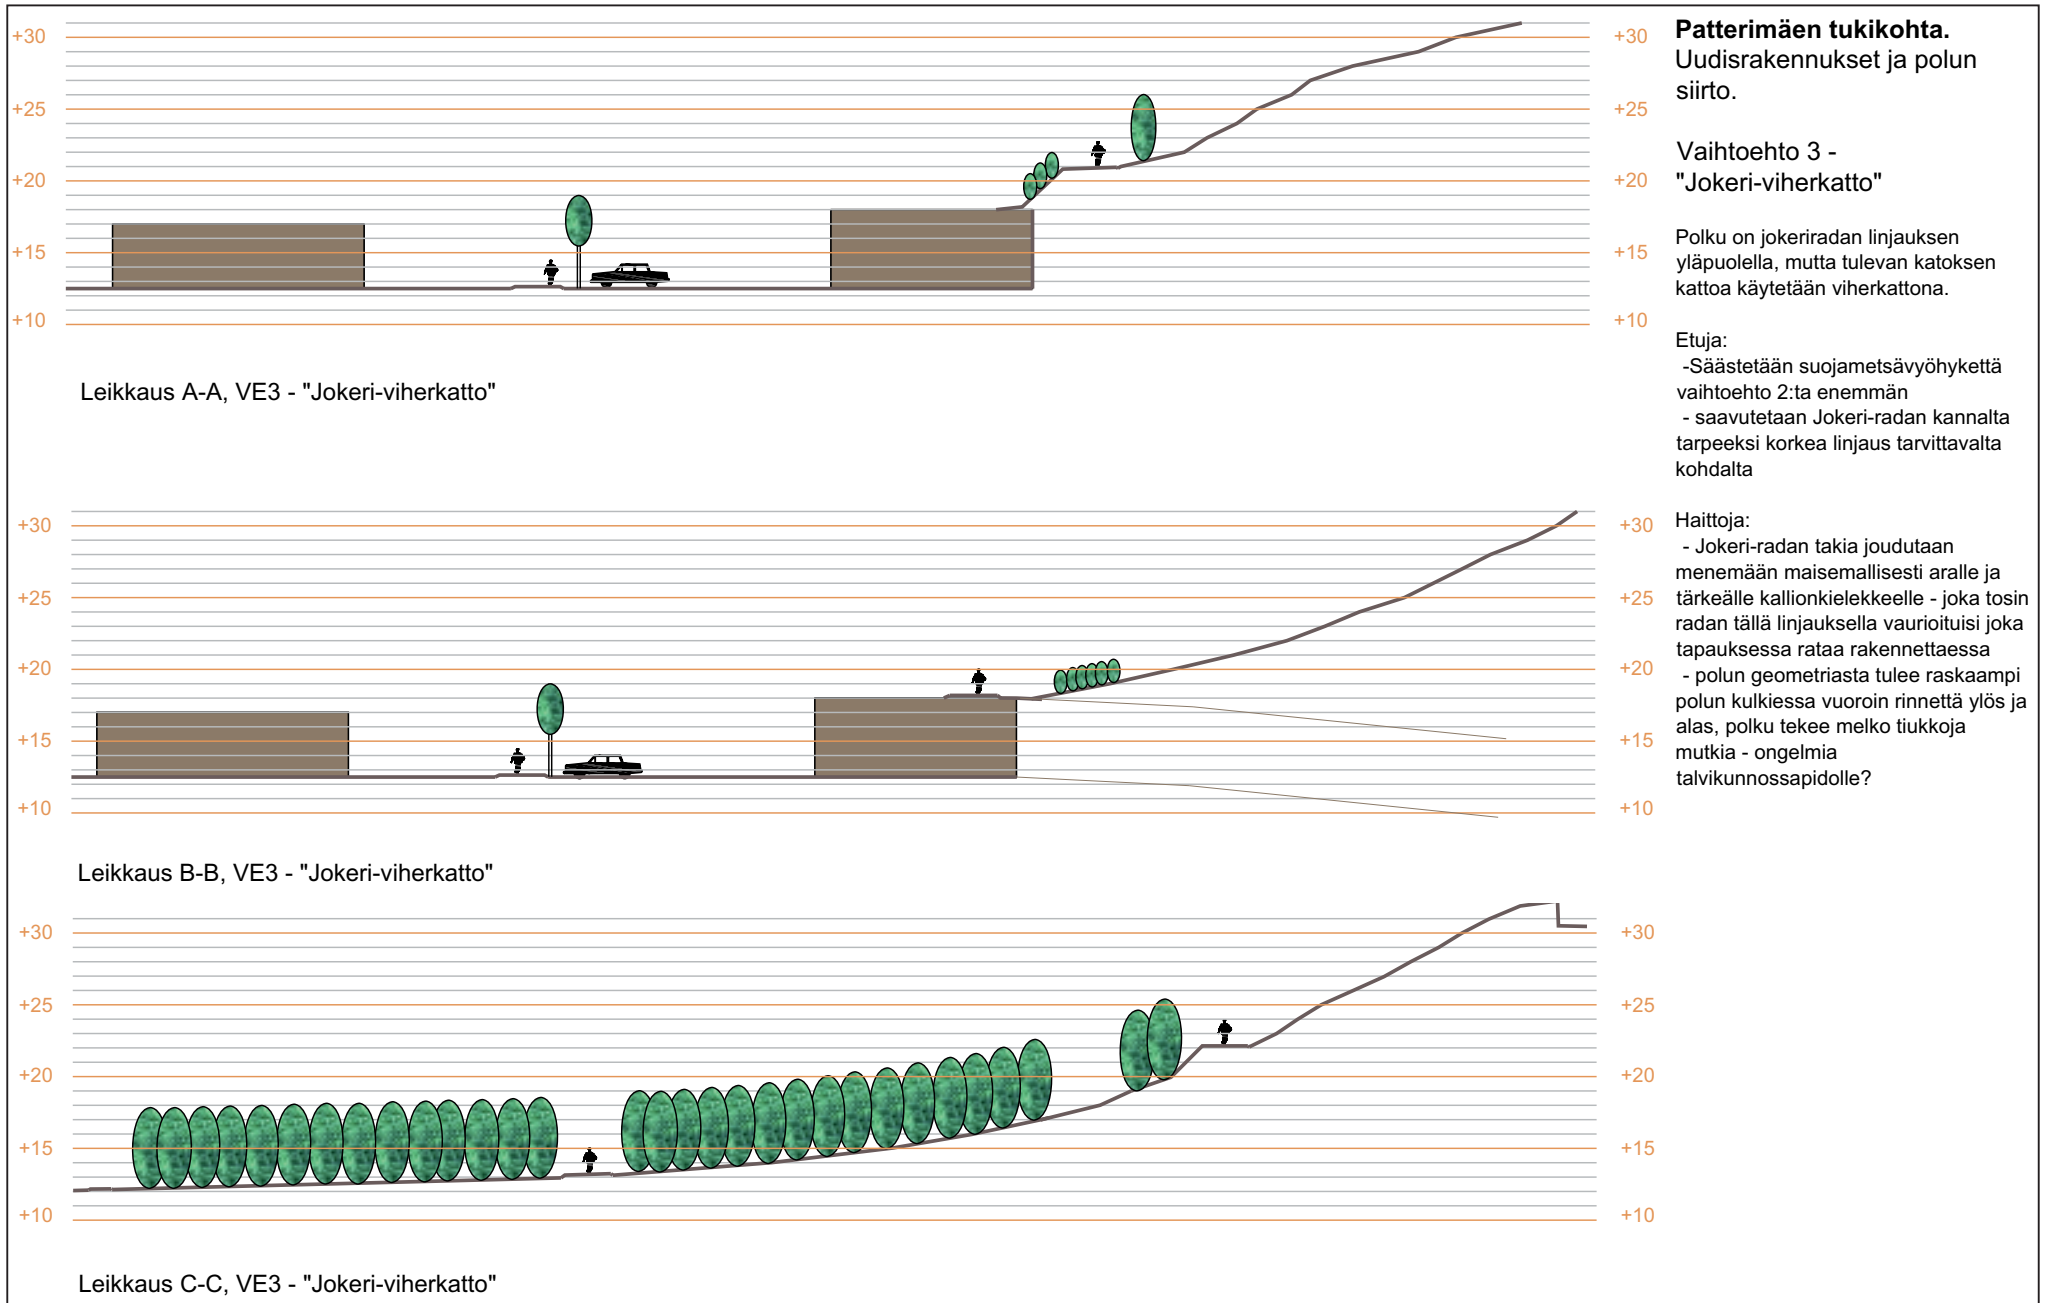 +30
+30
+25
+25
+20
+20
+15
+15
+10
+10
Leikkaus A-A, VE3 - "Jokeri-viherkatto"
+30
+30
+25
+25
+20
+20
+15
+15
+10
+10
Leikkaus B-B, VE3 - "Jokeri-viherkatto"
+30
+30
+25
+25
+20
+20
+15
+15
+10
+10
Leikkaus C-C, VE3 - "Jokeri-viherkatto"
Patterimäen tukikohta.
Uudisrakennukset ja polun
siirto.
Vaihtoehto 3 -
"Jokeri-viherkatto"
Polku on jokeriradan linjauksen
yläpuolella, mutta tulevan katoksen
kattoa käytetään viherkattona.
Etuja:
-Säästetään suojametsävyöhykettä
vaihtoehto 2:ta enemmän
- saavutetaan Jokeri-radan kannalta
tarpeeksi korkea linjaus tarvittavalta
kohdalta
Haittoja:
- Jokeri-radan takia joudutaan
menemään maisemallisesti aralle ja
tärkeälle kallionkielekkeelle - joka tosin
radan tällä linjauksella vaurioituisi joka
tapauksessa rataa rakennettaessa
- polun geometriasta tulee raskaampi
polun kulkiessa vuoroin rinnettä ylös ja
alas, polku tekee melko tiukkoja
mutkia - ongelmia
talvikunnossapidolle?